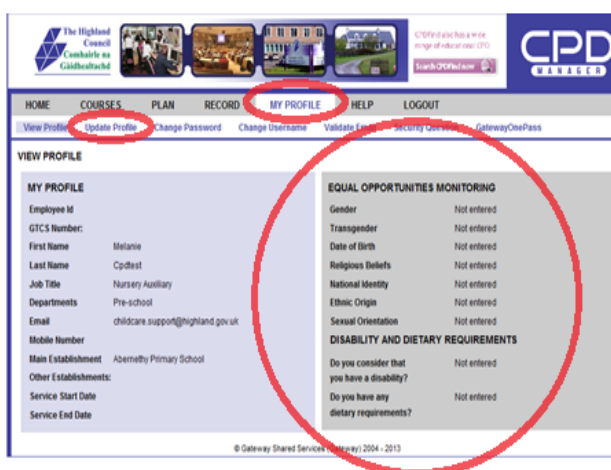 The Highland
Council
Comhairle na
Gàidhealtachd
CPDFind also has a wide
range of educational CPD
Search CPDFind now
CPD
MANAGER
HOME COURSES PLAN RECORD MY PROFILE HELP LOGOUT
View Profile Update Profile Change Password Change Username Validate Email Security Question GatewayOnePass
VIEW PROFILE
MY PROFILE
Employee Id
GTCS Number:
First Name Melanie
Last Name Cpdtest
Job Title Nursery Auxiliary
Departments Pre-school
Email childcare.support@highland.gov.uk
Mobile Number
Main Establishment Abernethy Primary School
Other Establishments:
Service Start Date
Service End Date
EQUAL OPPORTUNITIES MONITORING
Gender Not entered
Transgender Not entered
Date of Birth Not entered
Religious Beliefs Not entered
National Identity Not entered
Ethnic Origin Not entered
Sexual Orientation Not entered
DISABILITY AND DIETARY REQUIREMENTS
Do you consider that Not entered
you have a disability?
Do you have any Not entered
dietary requirements?
© Gateway Shared Services (Gateway) 2004 - 2013